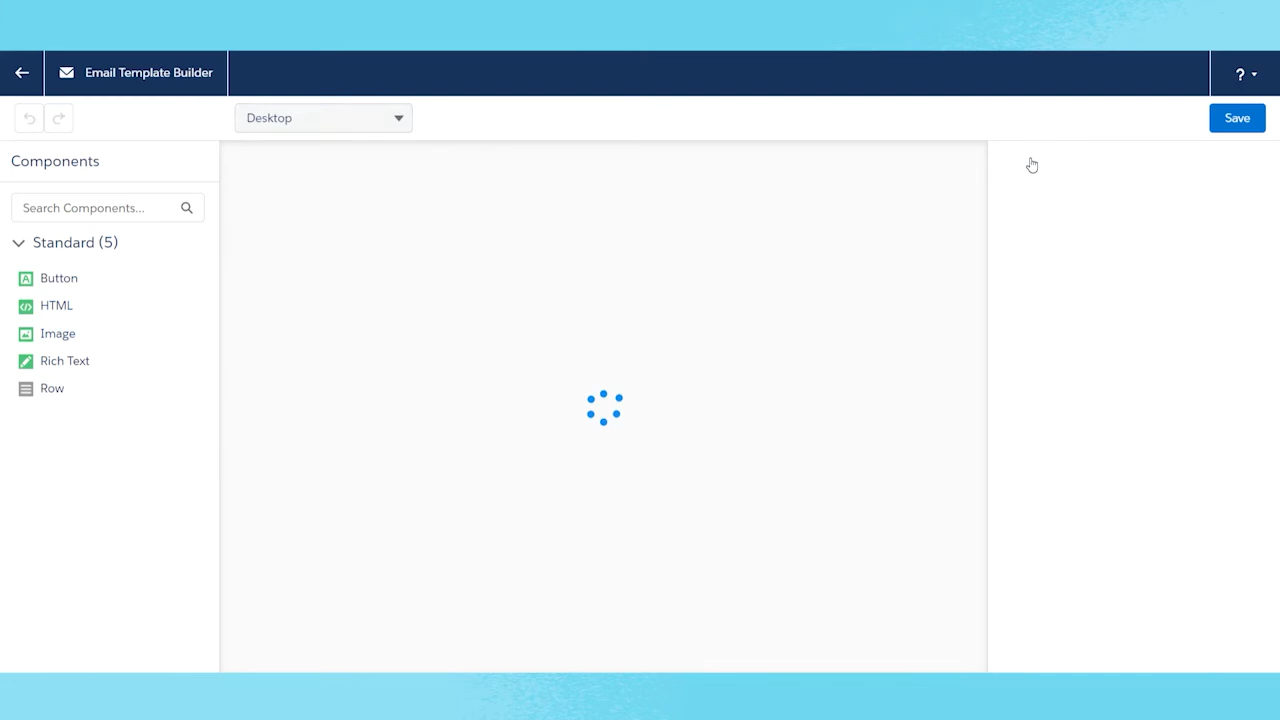 Email Template Builder
?
Desktop
Save
Components
Search Components...
Standard (5)
Button
HTML
Image
Rich Text
Row